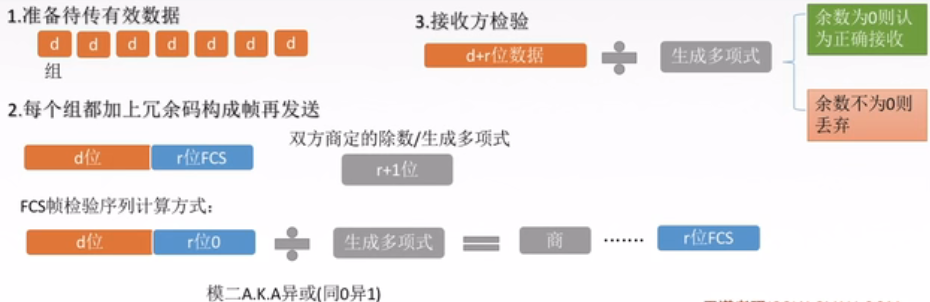 1.准备待传有效数据
d d d d d d d
组
2.每个组都加上冗余码构成帧再发送
d位 r位FCS
双方商定的除数/生成多项式
r+1位
FCS帧检验序列计算方式：
d位 r位0 ÷ 生成多项式 = 商 ······· r位FCS
模二A.K.A异或(同0异1)
3.接收方检验
d+r位数据 ÷ 生成多项式
余数为0则认
为正确接收
余数不为0则
丢弃